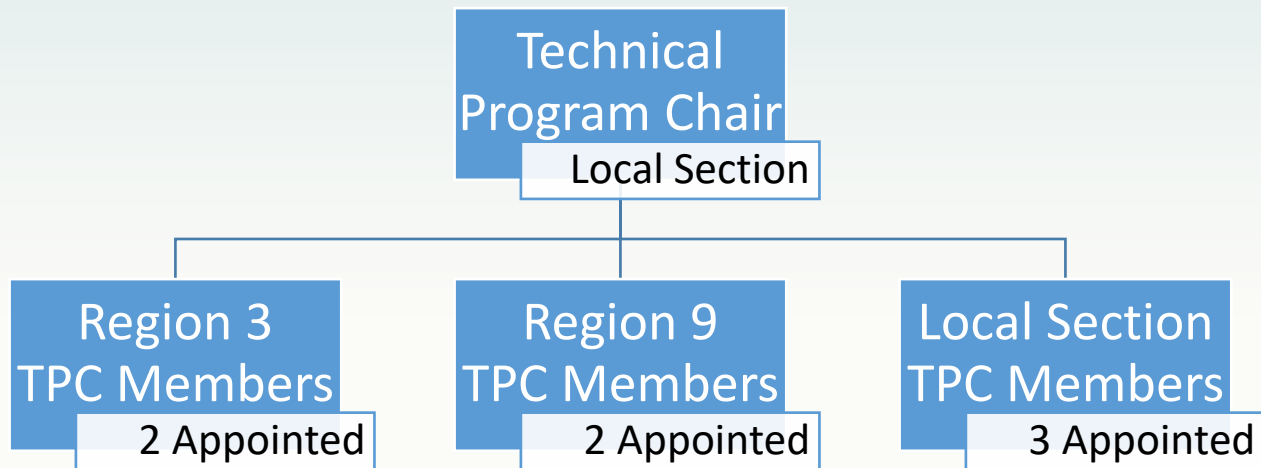 Technical
Program Chair
Local Section
Region 3
TPC Members
2 Appointed
Region 9
TPC Members
2 Appointed
Local Section
TPC Members
3 Appointed